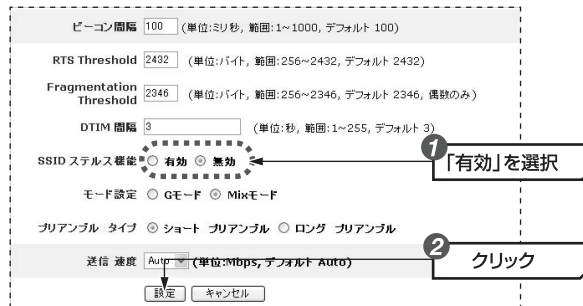 ビーコン間隔 100 (単位:ミリ秒, 範囲:1~1000, デフォルト 100)
RTS Threshold 2432 (単位:バイト, 範囲:256~2432, デフォルト 2432)
Fragmentation Threshold 2346 (単位:バイト, 範囲:256~2346, デフォルト 2346, 偶数のみ)
DTIM 間隔 3 (単位:秒, 範囲:1~255, デフォルト 3)
SSID ステルス機能 有効 無効
1 「有効」を選択
モード設定 Gモード Mixモード
プリアンブル タイプ ショート プリアンブル ロング プリアンブル
送信 速度 Auto (単位:Mbps, デフォルト Auto)
2 クリック
設定 キャンセル